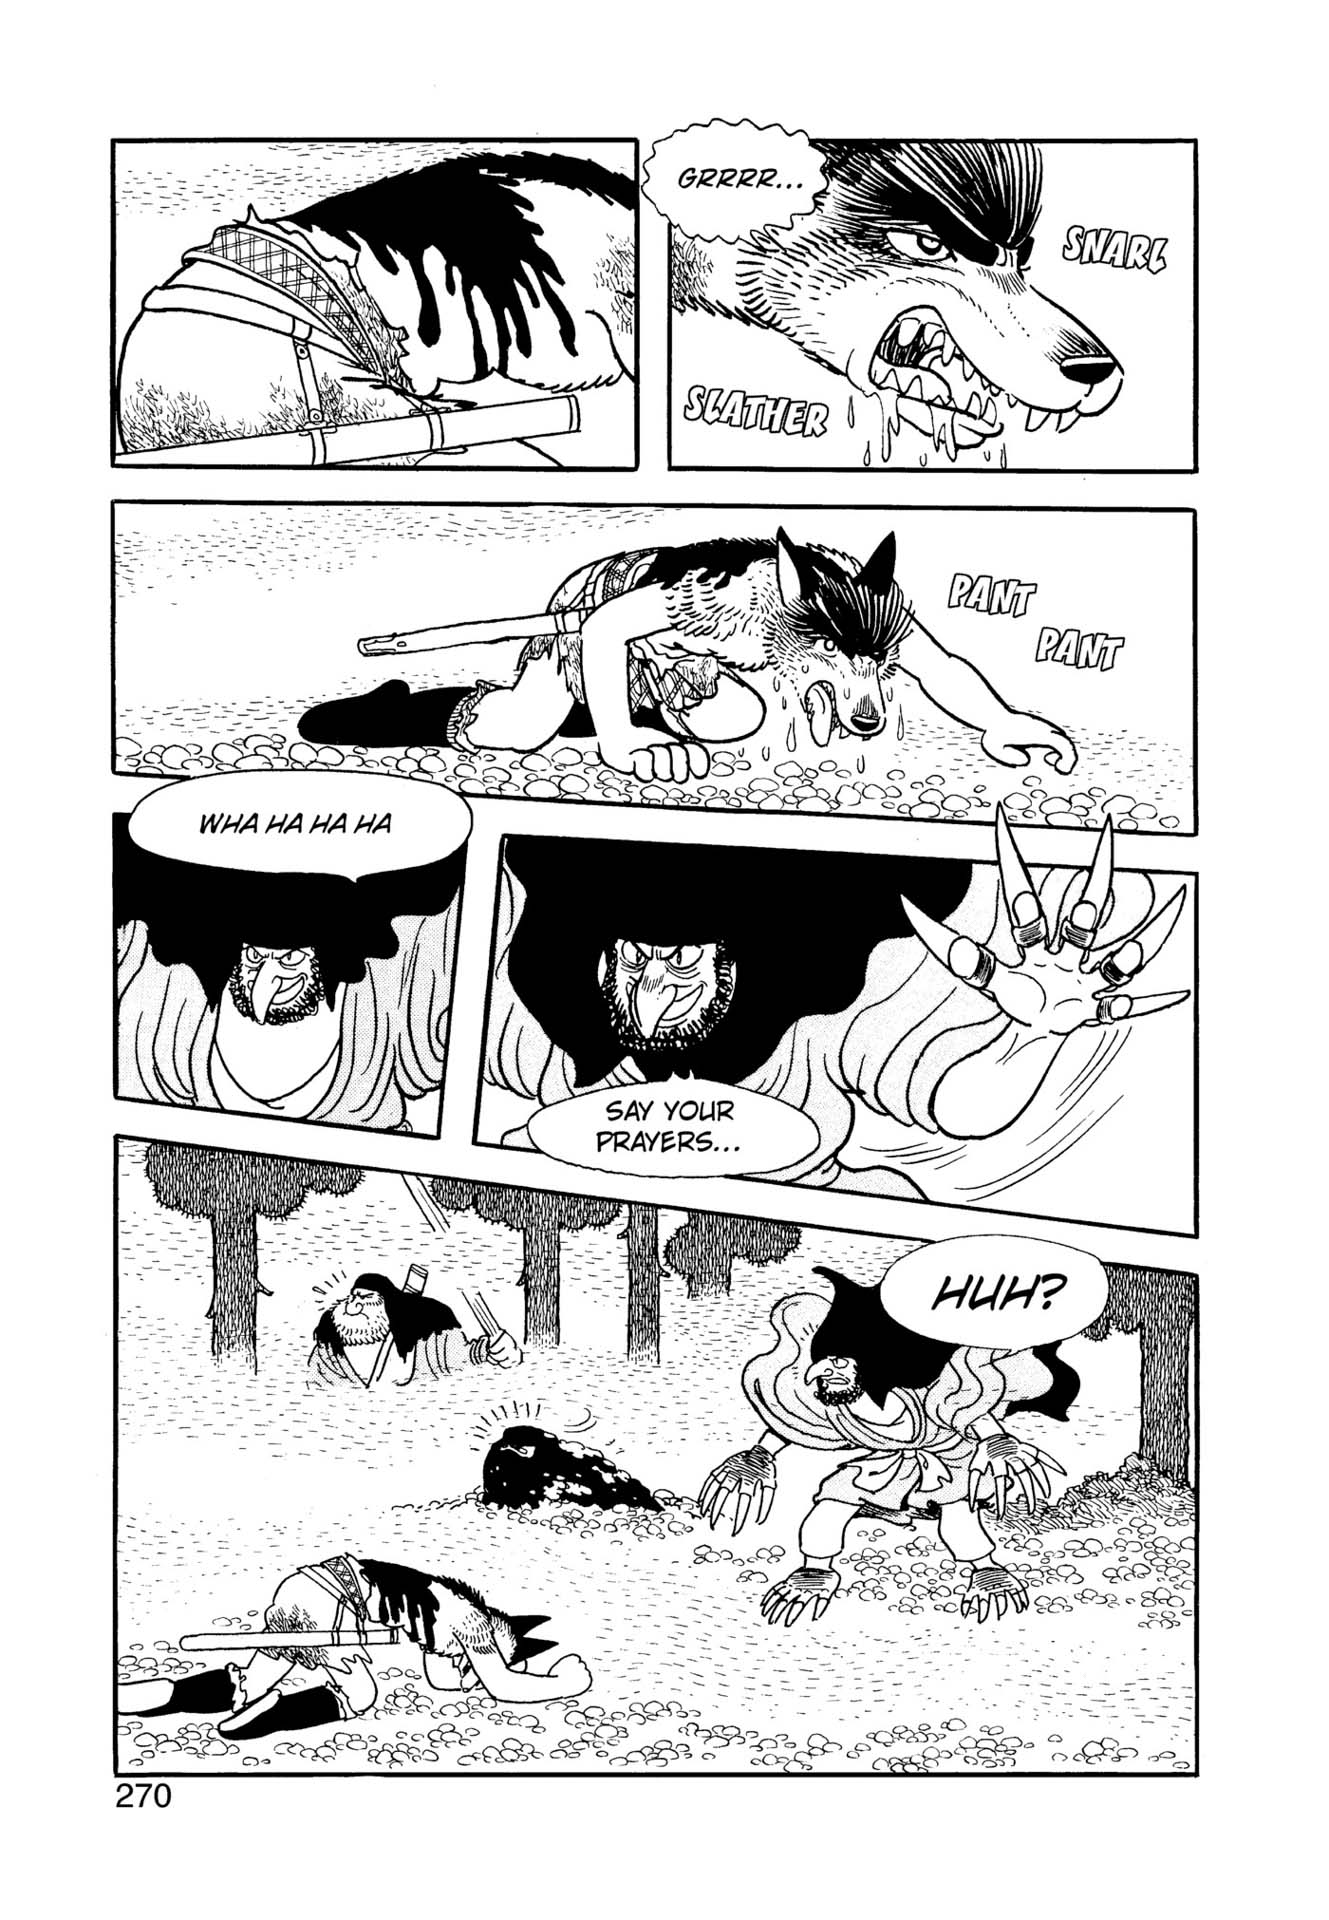 GRRRR...
SNARL
SLATHER
PANT
PANT
WHA HA HA HA
SAY YOUR
PRAYERS...
HUH?
270